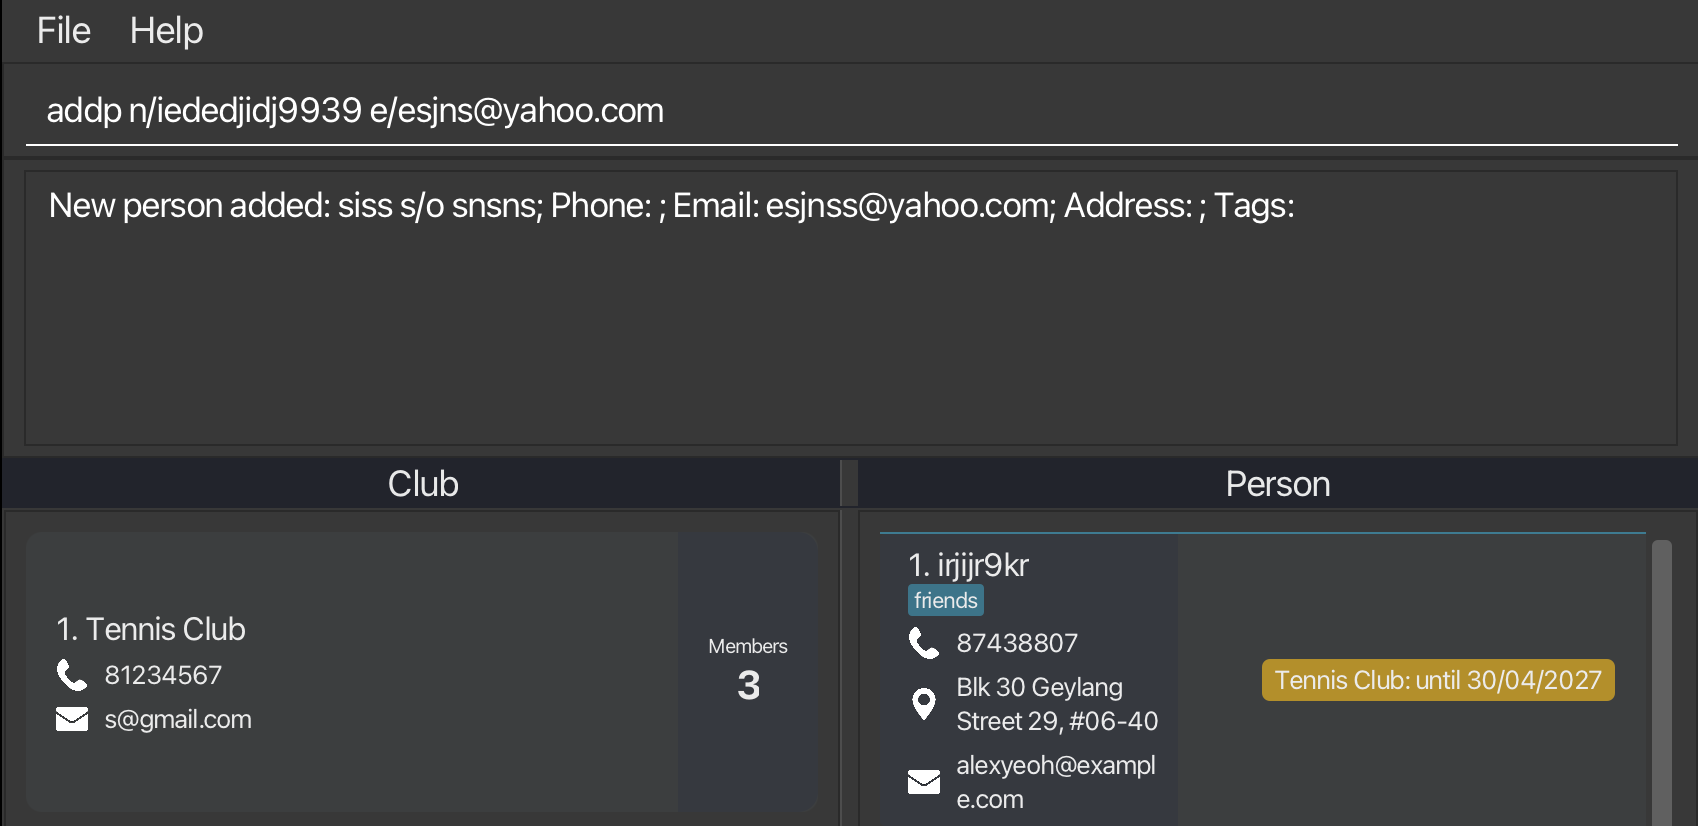 File Help
addp n/iededjidj9939 e/esjns@yahoo.com
New person added: siss s/o snsns; Phone: ; Email: esjnss@yahoo.com; Address: ; Tags:
Club
Person
1. Tennis Club
81234567
s@gmail.com
Members
3
1. irjijr9kr
friends
87438807
Blk 30 Geylang
Street 29, #06-40
alexyeoh@exampl
e.com
Tennis Club: until 30/04/2027